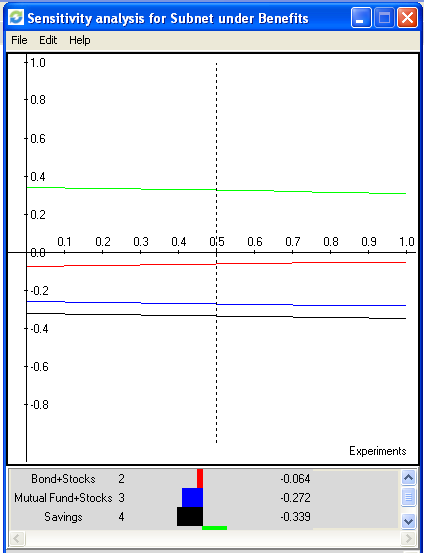 Sensitivity analysis for Subnet under Benefits
File Edit Help
1.0
0.8
0.6
0.4
0.2
0.1 0.2 0.3 0.4 0.5 0.6 0.7 0.8 0.9 1.0
0.0
-0.2
-0.4
-0.6
-0.8
Experiments
Bond+Stocks 2 -0.064
Mutual Fund+Stocks 3 -0.272
Savings 4 -0.339